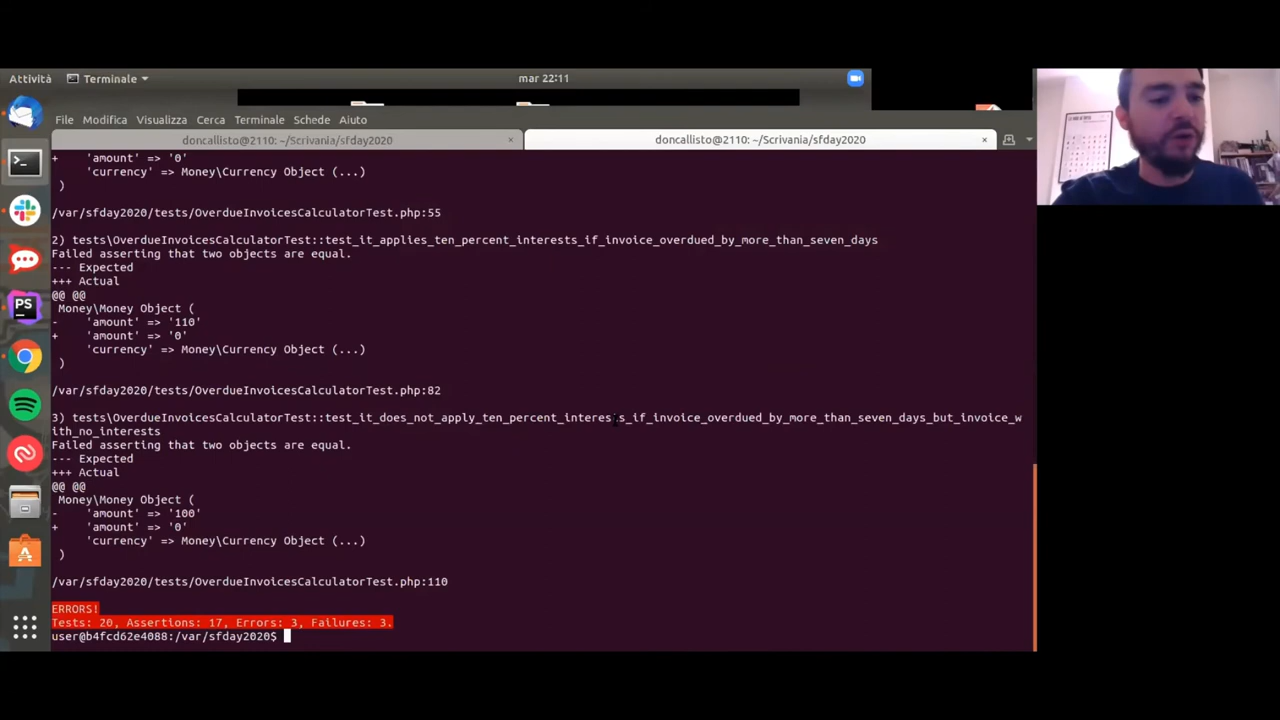 Attività
Terminale
mar 22:11
File Modifica Visualizza Cerca Terminale Schede Aiuto
doncallisto@2110: ~/Scrivania/sfday2020 ×
doncallisto@2110: ~/Scrivania/sfday2020 ×
+ 'amount' => '0'
'currency' => Money\Currency Object (...)
)
/var/sfday2020/tests/OverdueInvoicesCalculatorTest.php:55
2) tests\OverdueInvoicesCalculatorTest::test_it_applies_ten_percent_interests_if_invoice_overdued_by_more_than_seven_days
Failed asserting that two objects are equal.
--- Expected
+++ Actual
@@ @@
Money\Money Object (
- 'amount' => '110'
+ 'amount' => '0'
'currency' => Money\Currency Object (...)
)
/var/sfday2020/tests/OverdueInvoicesCalculatorTest.php:82
3) tests\OverdueInvoicesCalculatorTest::test_it_does_not_apply_ten_percent_interests_if_invoice_overdued_by_more_than_seven_days_but_invoice_w
ith_no_interests
Failed asserting that two objects are equal.
--- Expected
+++ Actual
@@ @@
Money\Money Object (
- 'amount' => '100'
+ 'amount' => '0'
'currency' => Money\Currency Object (...)
)
/var/sfday2020/tests/OverdueInvoicesCalculatorTest.php:110
ERRORS!
Tests: 20, Assertions: 17, Errors: 3, Failures: 3.
user@b4fcd62e4088:/var/sfday2020$
PS